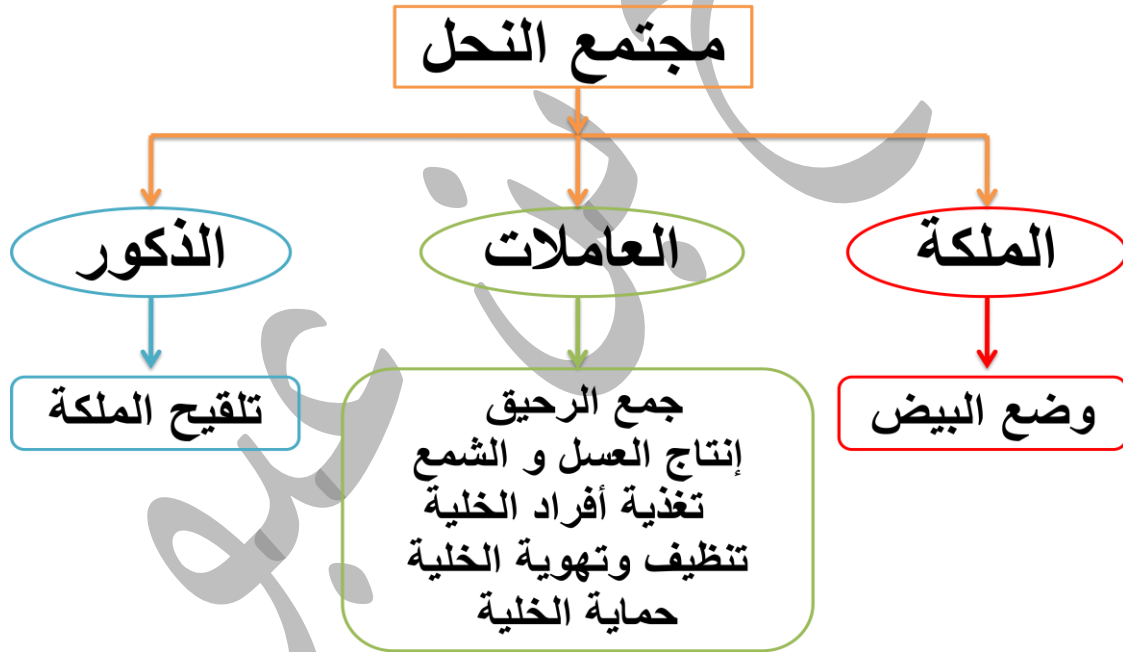 مجتمع النحل
الملكة
العاملات
الذكور
وضع البيض
جمع الرحيق
إنتاج العسل و الشمع
تغذية أفراد الخلية
تنظيف وتهوية الخلية
حماية الخلية
تلقيح الملكة